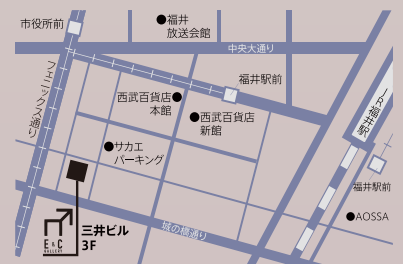 市役所前
福井
放送会館
中央大通り
福井駅前
フェニックス通り
西武百貨店
本館
西武百貨店
新館
JR福井駅
サカエ
パーキング
福井駅前
AOSSA
三井ビル
3F
E&C
GALLERY
城の橋通り